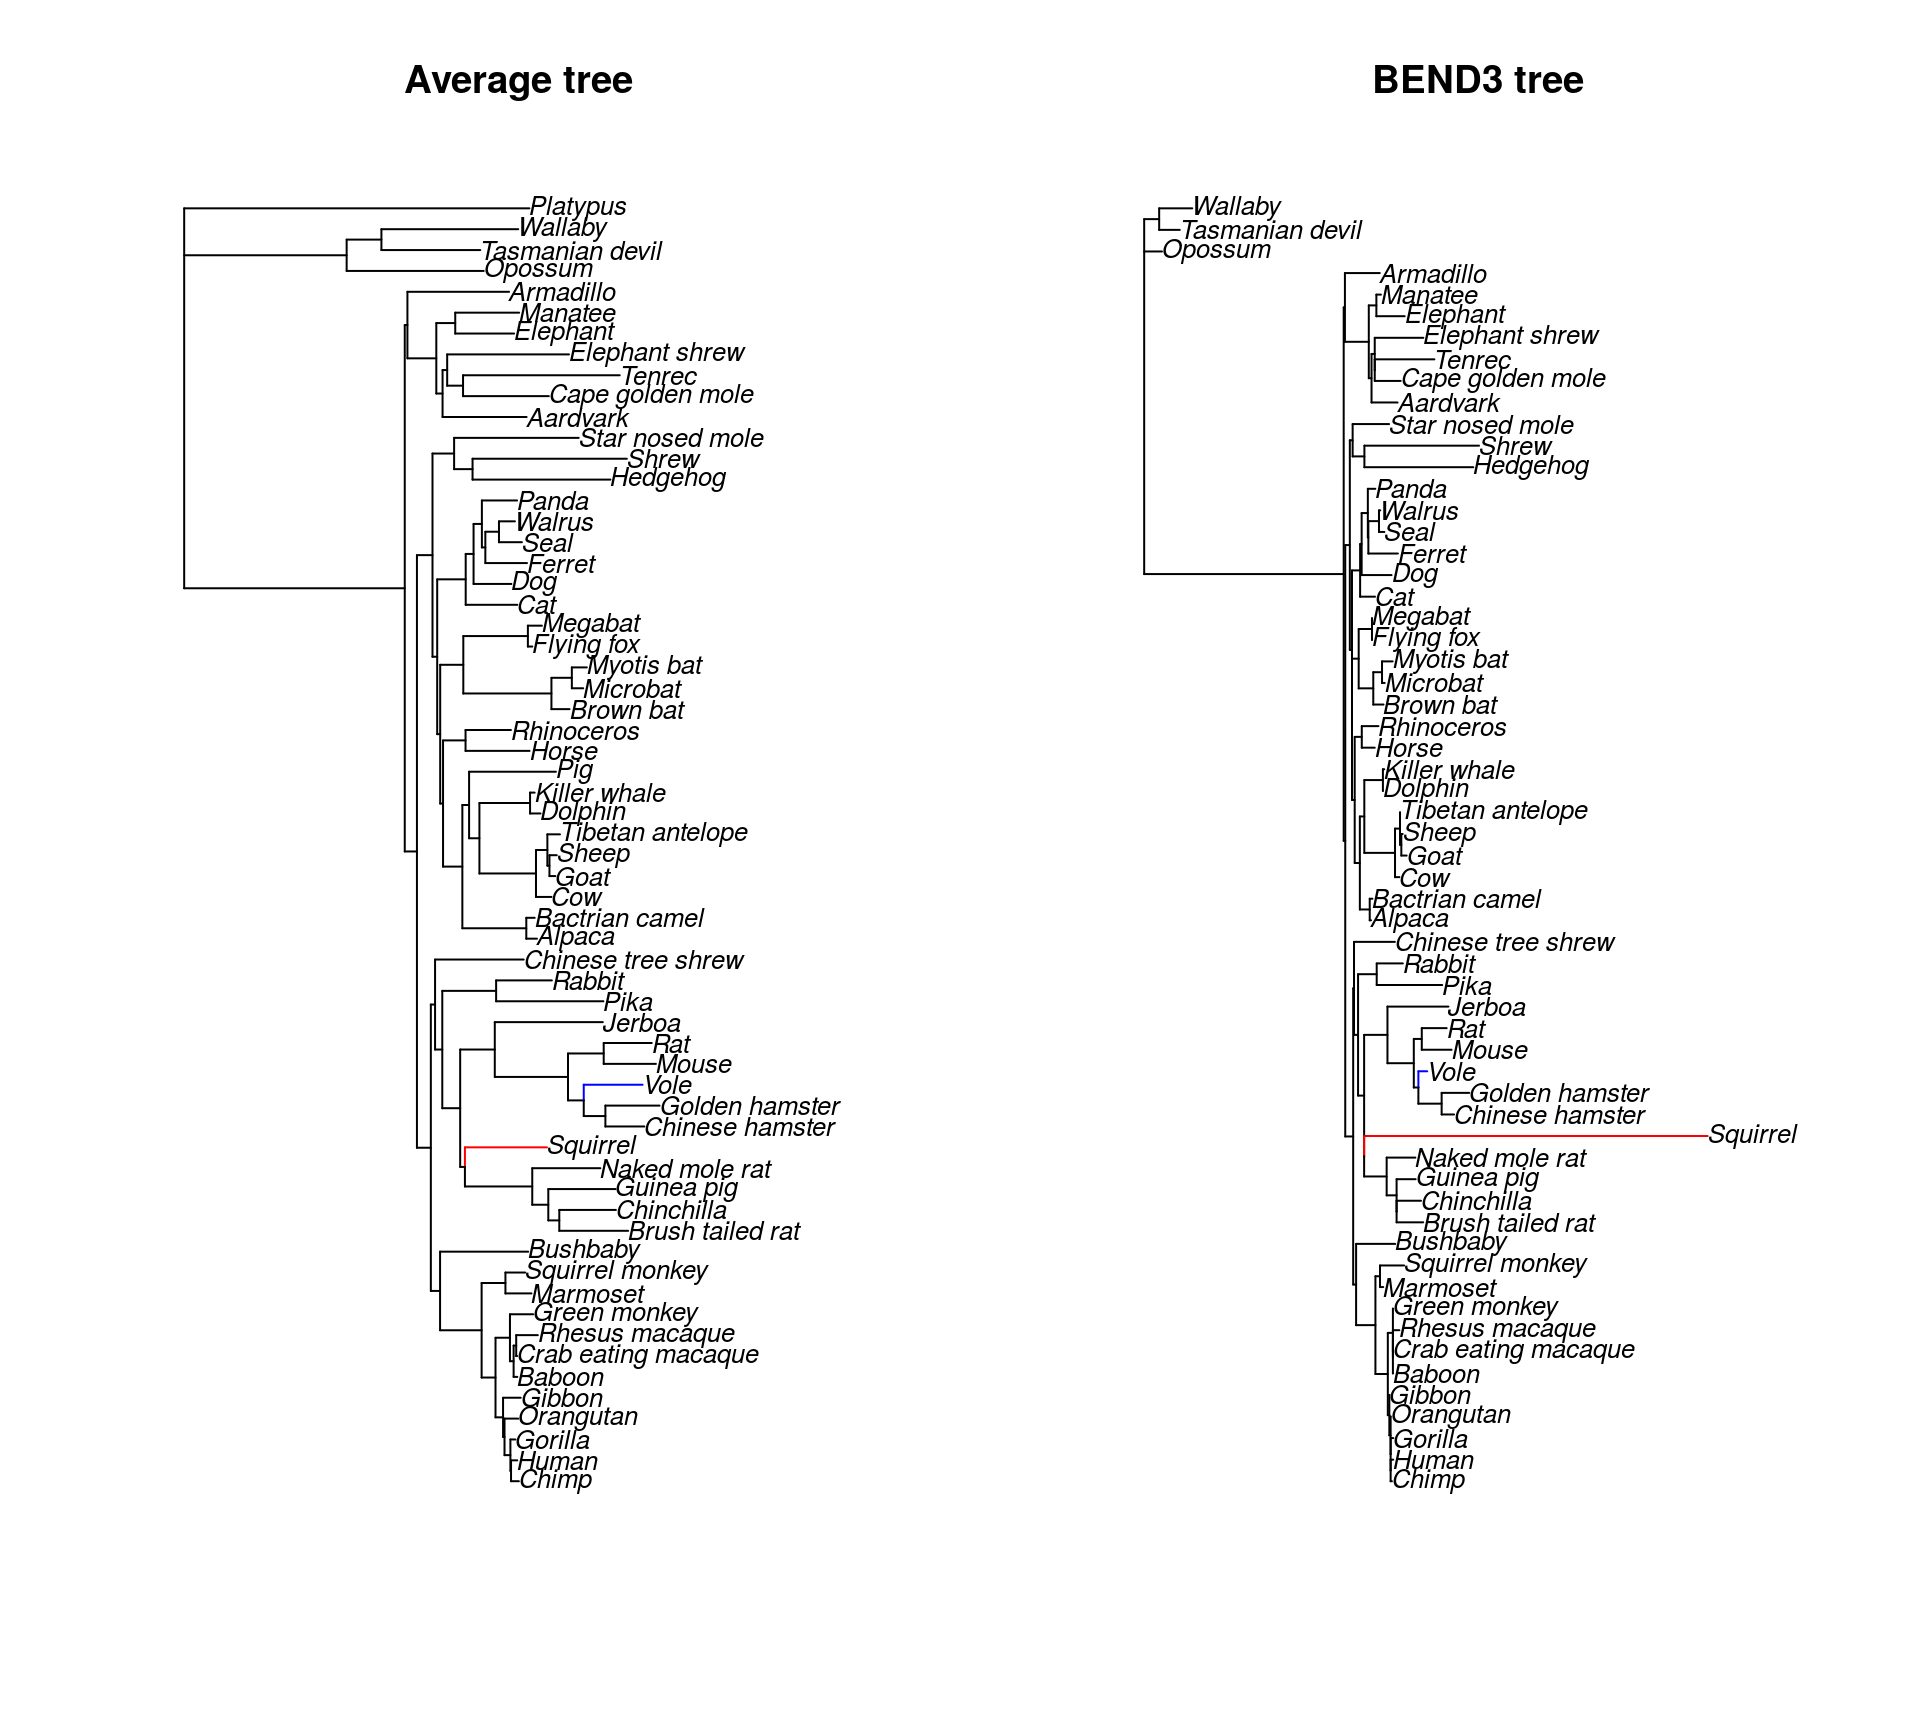 Average tree
Platypus
Wallaby
Tasmanian devil
Opossum
Armadillo
Manatee
Elephant
Elephant shrew
Tenrec
Cape golden mole
Aardvark
Star nosed mole
Shrew
Hedgehog
Panda
Walrus
Seal
Ferret
Dog
Cat
Megabat
Flying fox
Myotis bat
Microbat
Brown bat
Rhinoceros
Horse
Pig
Killer whale
Dolphin
Tibetan antelope
Sheep
Goat
Cow
Bactrian camel
Alpaca
Chinese tree shrew
Rabbit
Pika
Jerboa
Rat
Mouse
Vole
Golden hamster
Chinese hamster
Squirrel
Naked mole rat
Guinea pig
Chinchilla
Brush tailed rat
Bushbaby
Squirrel monkey
Marmoset
Green monkey
Rhesus macaque
Crab eating macaque
Baboon
Gibbon
Orangutan
Gorilla
Human
Chimp
BEND3 tree
Wallaby
Tasmanian devil
Opossum
Armadillo
Manatee
Elephant
Elephant shrew
Tenrec
Cape golden mole
Aardvark
Star nosed mole
Shrew
Hedgehog
Panda
Walrus
Seal
Ferret
Dog
Cat
Megabat
Flying fox
Myotis bat
Microbat
Brown bat
Rhinoceros
Horse
Killer whale
Dolphin
Tibetan antelope
Sheep
Goat
Cow
Bactrian camel
Alpaca
Chinese tree shrew
Rabbit
Pika
Jerboa
Rat
Mouse
Vole
Golden hamster
Chinese hamster
Squirrel
Naked mole rat
Guinea pig
Chinchilla
Brush tailed rat
Bushbaby
Squirrel monkey
Marmoset
Green monkey
Rhesus macaque
Crab eating macaque
Baboon
Gibbon
Orangutan
Gorilla
Human
Chimp